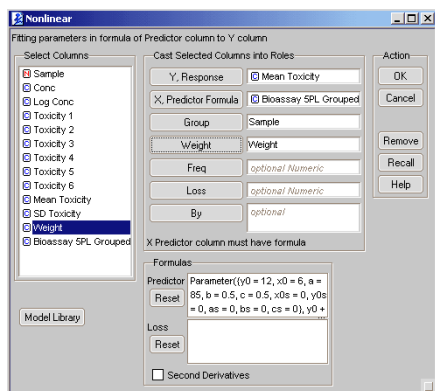 Nonlinear
Fitting parameters in formula of Predictor column to Y column
Select Columns
Sample
Conc
Log Conc
Toxicity 1
Toxicity 2
Toxicity 3
Toxicity 4
Toxicity 5
Toxicity 6
Mean Toxicity
SD Toxicity
Weight
Bioassay 5PL Grouped
Model Library
Cast Selected Columns into Roles
Y, Response Mean Toxicity
X, Predictor Formula Bioassay 5PL Grouped
Group Sample
Weight Weight
Freq optional Numeric
Loss optional Numeric
By optional
X Predictor column must have formula
Formulas
Predictor Parameter({y0 = 12, x0 = 6, a =
Reset 85, b = 0.5, c = 0.5, x0s = 0, y0s
= 0, as = 0, bs = 0, cs = 0}, y0 +
Loss
Reset
Second Derivatives
Action
OK
Cancel
Remove
Recall
Help